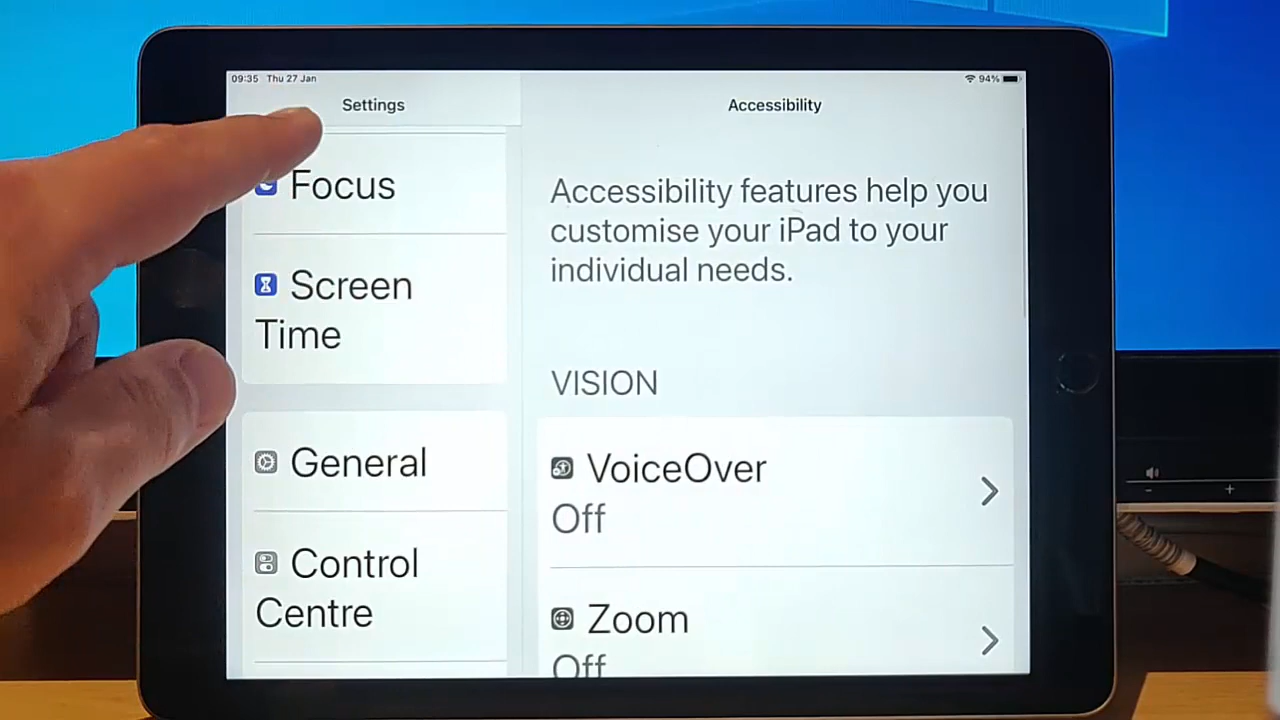 09:35 Thu 27 Jan
94%
Settings
Focus
Screen
Time
General
Control
Centre
Accessibility
Accessibility features help you
customise your iPad to your
individual needs.
VISION
VoiceOver
Off
Zoom
Off
- +